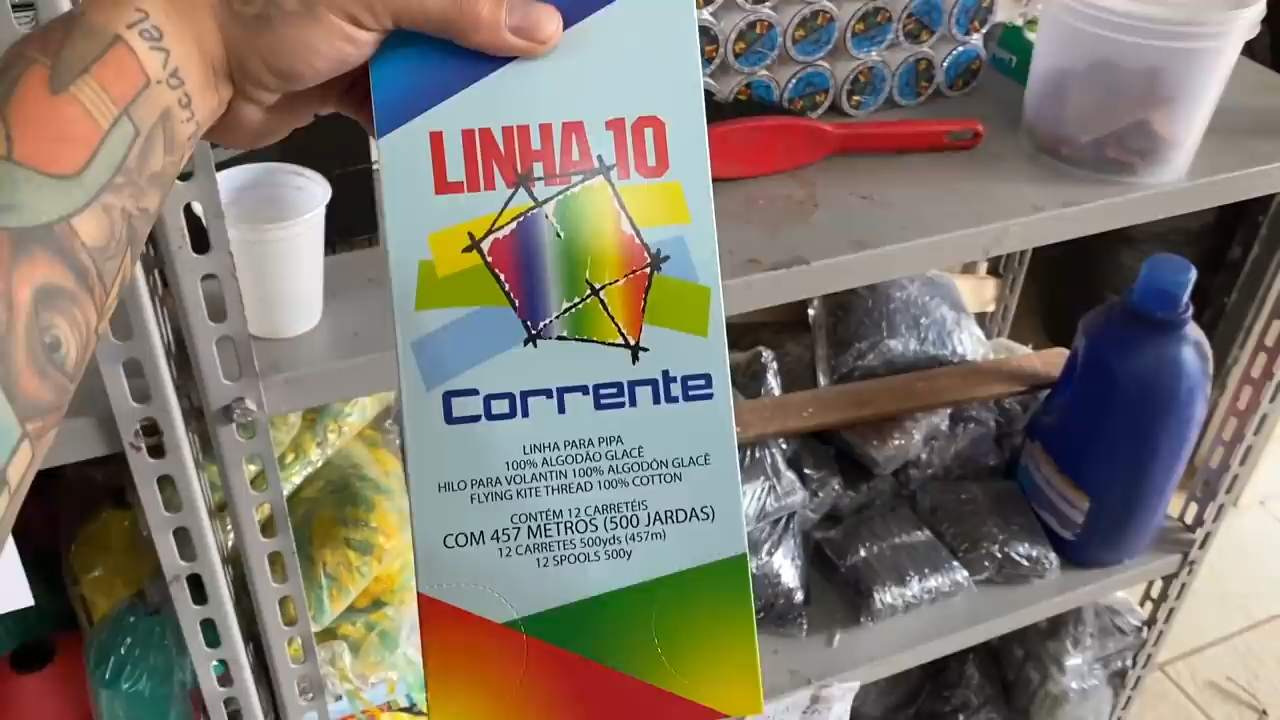 icável
LINHA 10
Corrente
LINHA PARA PIPA
100% ALGODÃO GLACÊ
HILO PARA VOLANTIN 100% ALGODÓN GLACÊ
FLYING KITE THREAD 100% COTTON
CONTÉM 12 CARRETÉIS
COM 457 METROS (500 JARDAS)
12 CARRETES 500yds (457m)
12 SPOOLS 500y